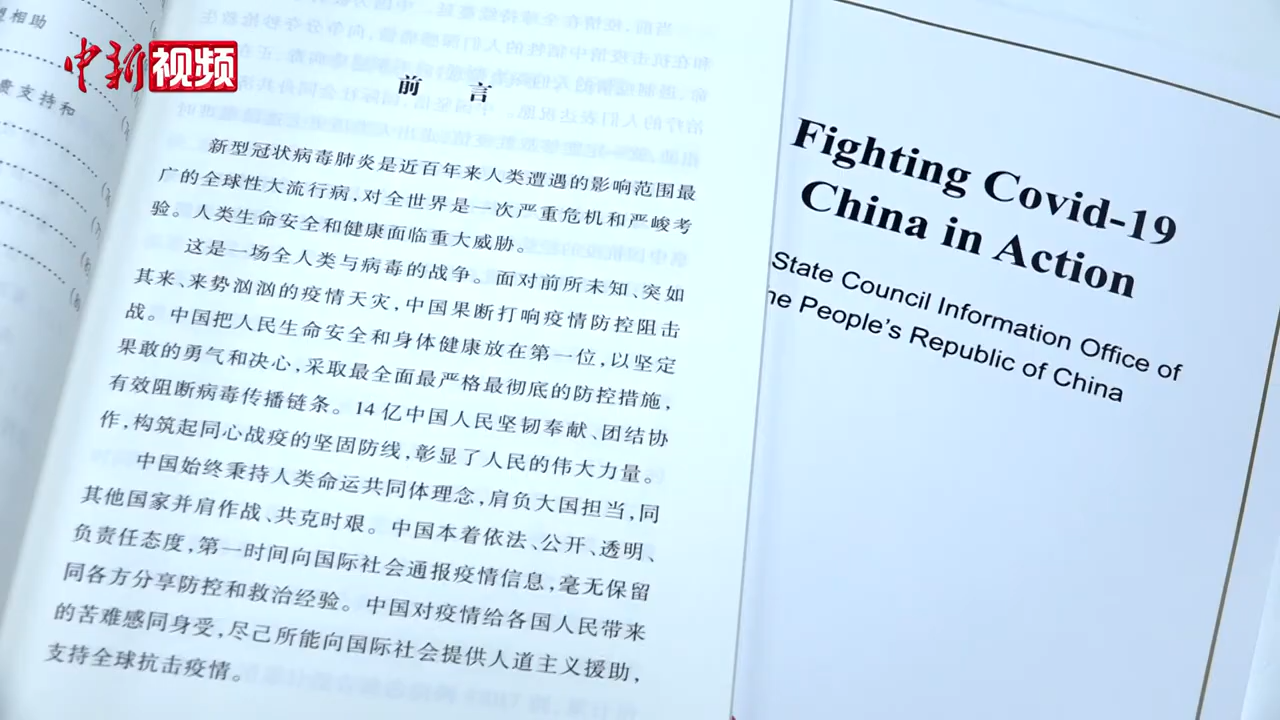 中新视频
望相助
贵支持和
前 言
新型冠状病毒肺炎是近百年来人类遭遇的影响范围最
广的全球性大流行病,对全世界是一次严重危机和严峻考
验。人类生命安全和健康面临重大威胁。
这是一场全人类与病毒的战争。面对前所未知、突如
其来、来势汹汹的疫情天灾,中国果断打响疫情防控阻击
战。中国把人民生命安全和身体健康放在第一位,以坚定
果敢的勇气和决心,采取最全面最严格最彻底的防控措施,
有效阻断病毒传播链条。14亿中国人民坚韧奉献、团结协
作,构筑起同心战疫的坚固防线,彰显了人民的伟大力量。
中国始终秉持人类命运共同体理念,肩负大国担当,同
其他国家并肩作战、共克时艰。中国本着依法、公开、透明、
负责任态度,第一时间向国际社会通报疫情信息,毫无保留
同各方分享防控和救治经验。中国对疫情给各国人民带来
的苦难感同身受,尽己所能向国际社会提供人道主义援助,
支持全球抗击疫情。
Fighting Covid-19
China in Action
State Council Information Office of
he People's Republic of China